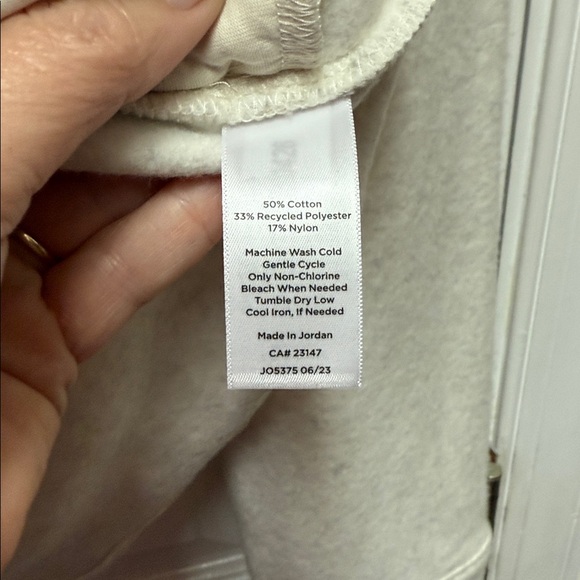 50% Cotton
33% Recycled Polyester
17% Nylon
Machine Wash Cold
Gentle Cycle
Only Non-Chlorine
Bleach When Needed
Tumble Dry Low
Cool Iron, If Needed
Made In Jordan
CA# 23147
JO5375 06/23